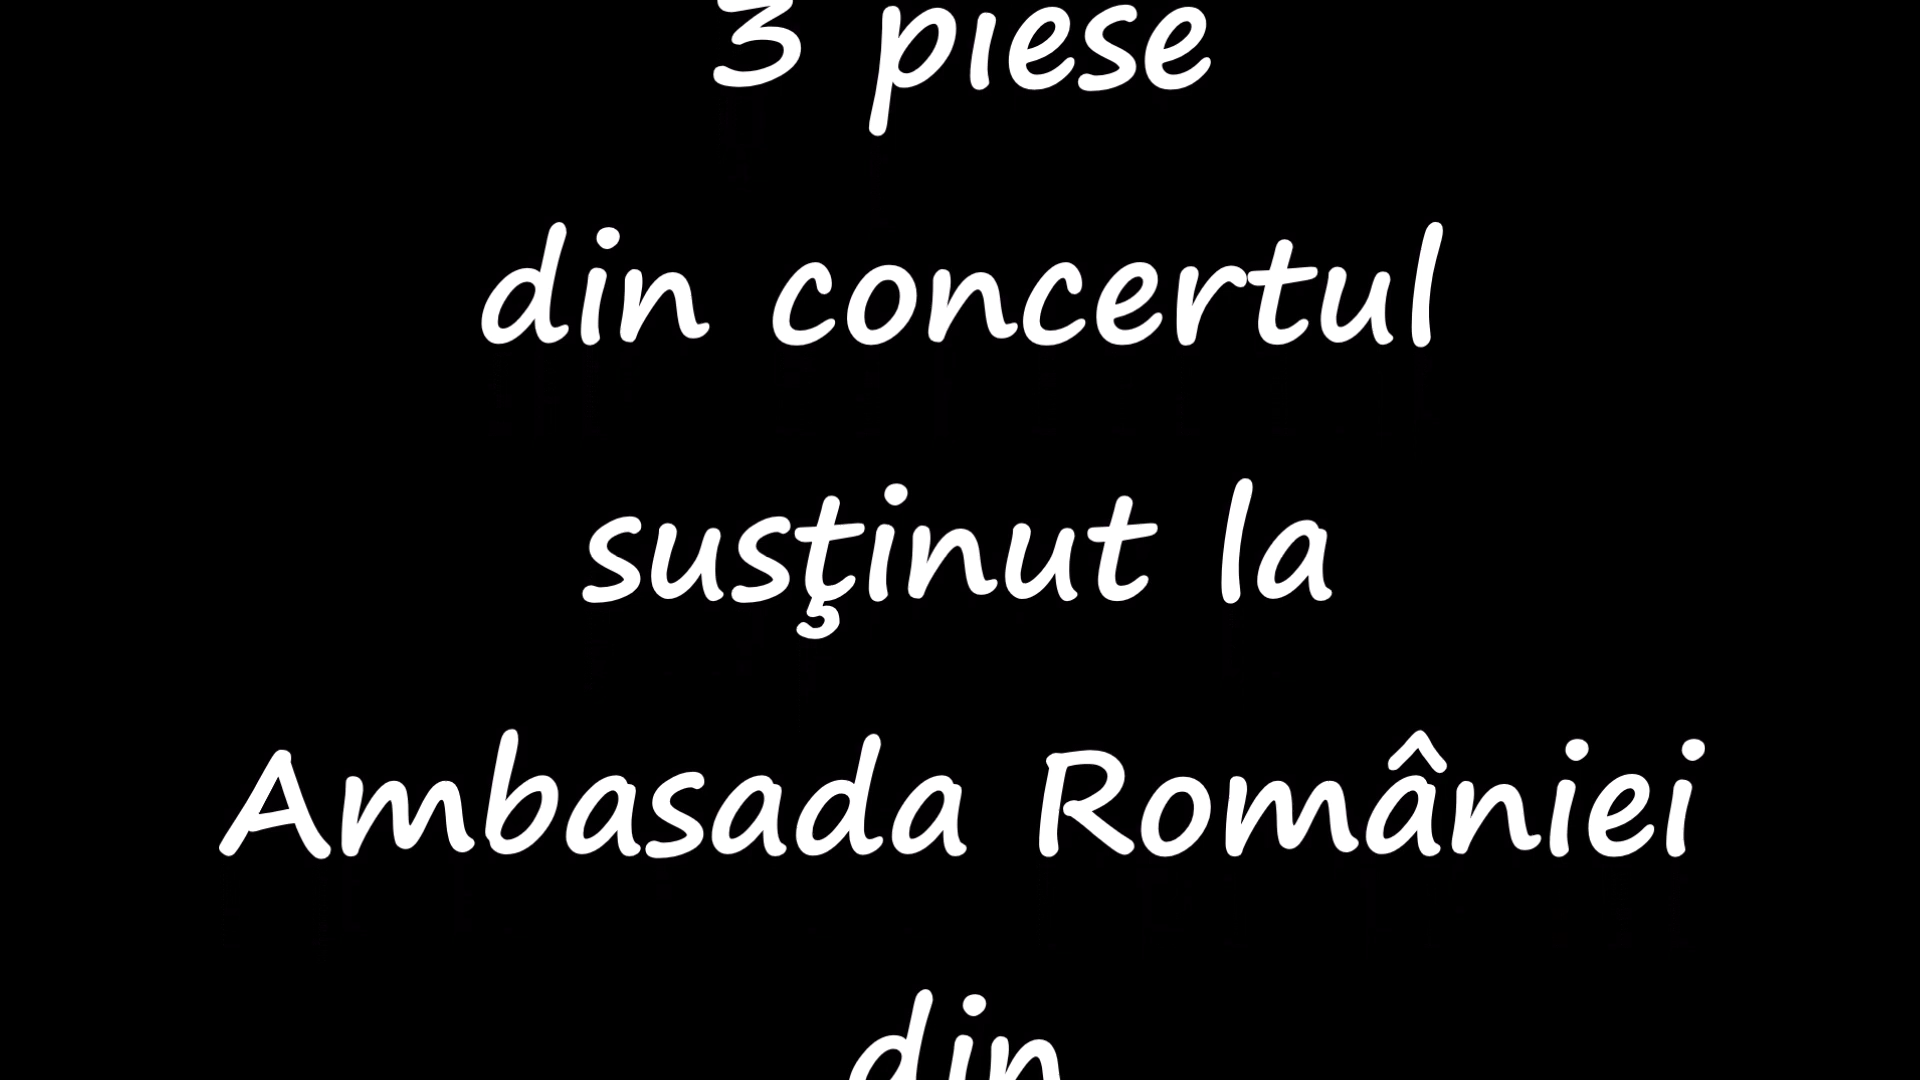 3 piese
din concertul
susţinut la
Ambasada României
din